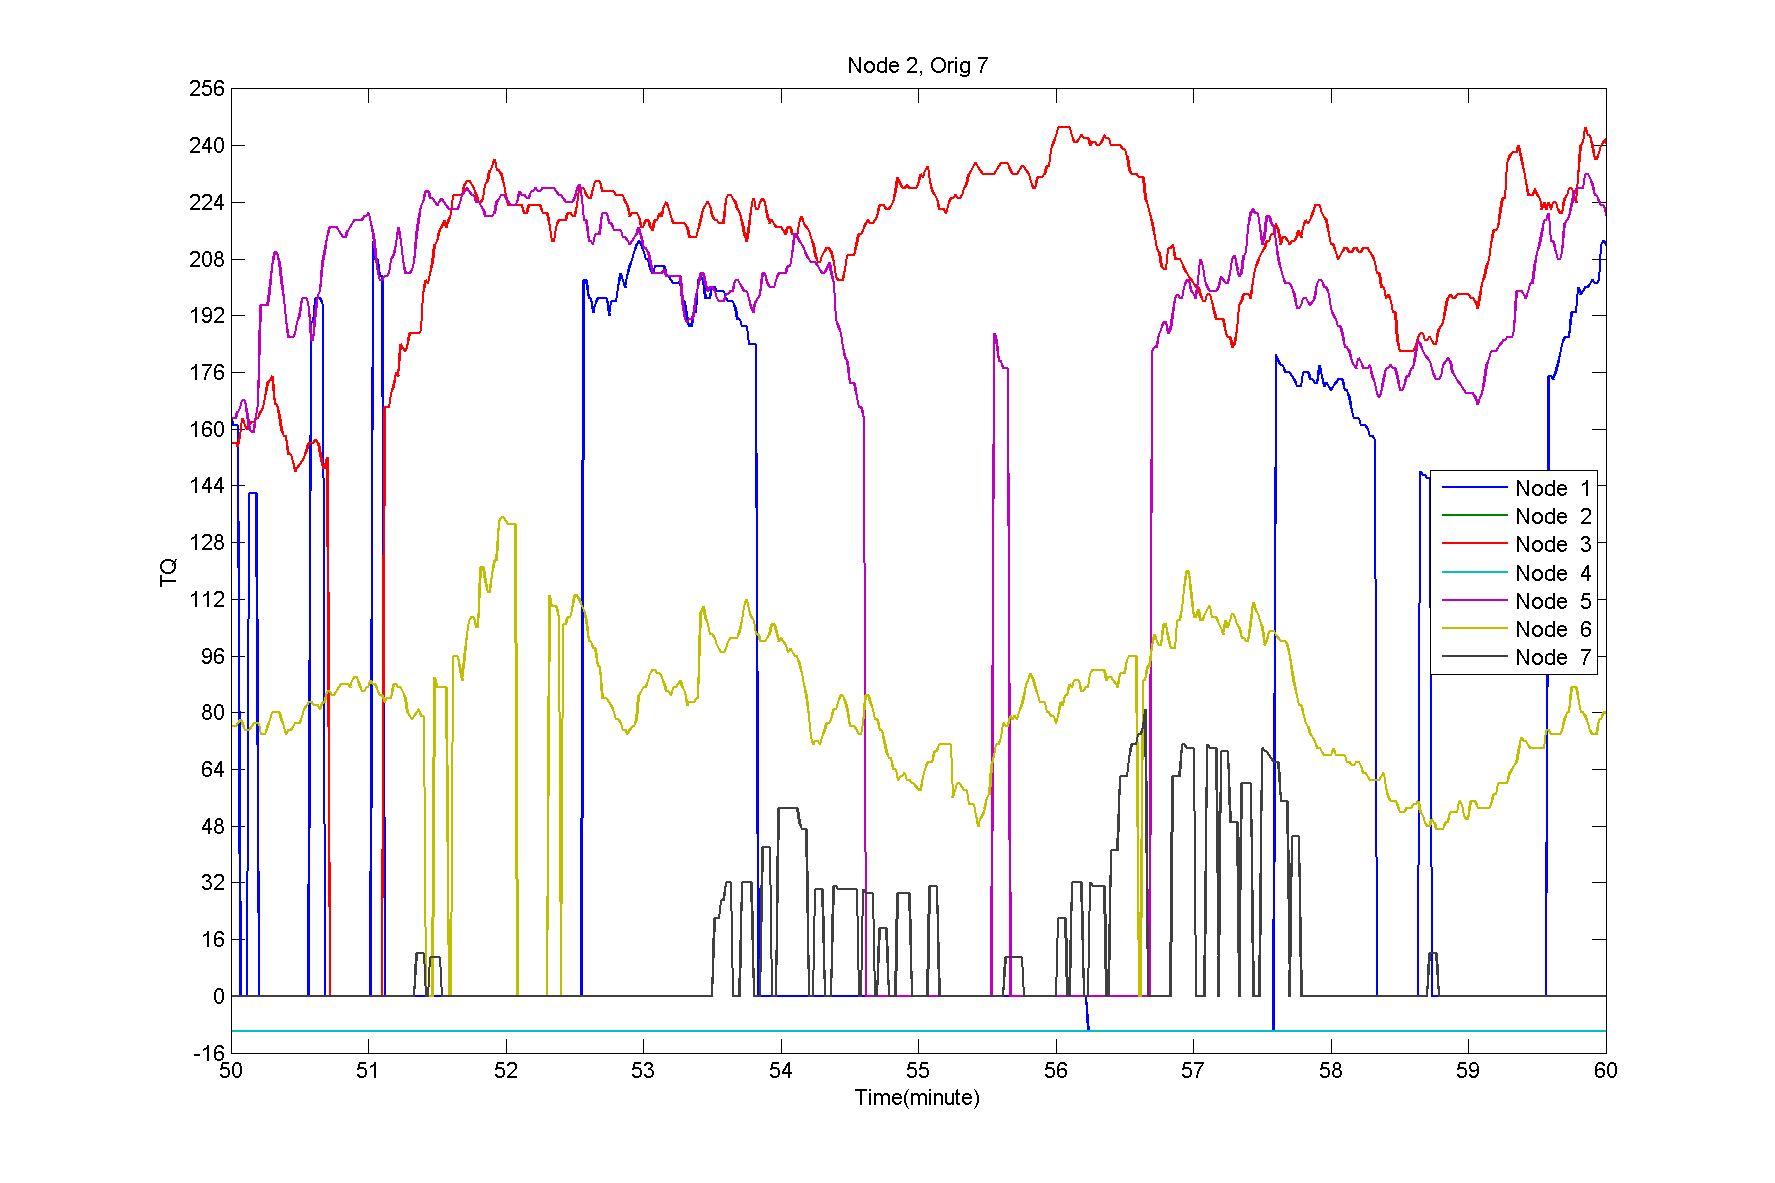 Node 2, Orig 7
256
240
224
208
192
176
160
144
128
112
96
80
64
48
32
16
0
-16
TQ
Node 1
Node 2
Node 3
Node 4
Node 5
Node 6
Node 7
50 51 52 53 54 55 56 57 58 59 60
Time(minute)